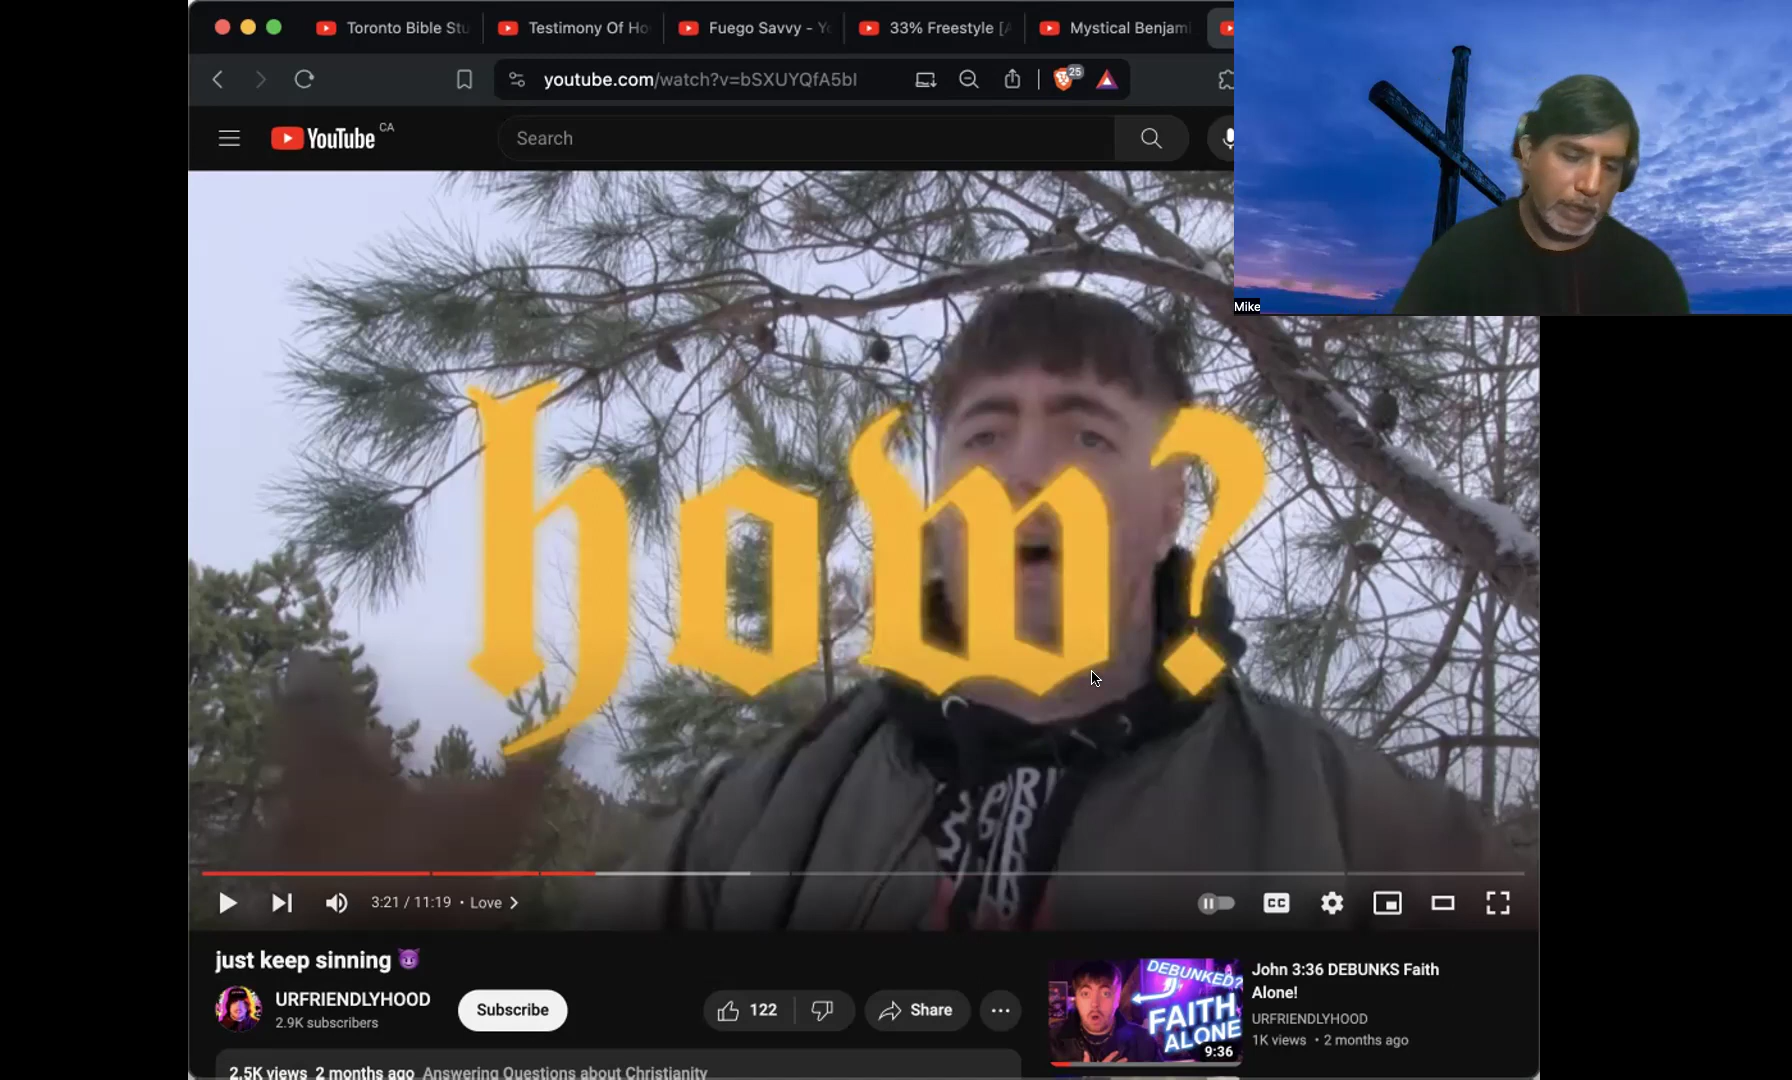 Toronto Bible Stu
Testimony Of Ho
Fuego Savvy - Yo
33% Freestyle [A
Mystical Benjami
youtube.com/watch?v=bSXUYQfA5bI
25
YouTube CA
Search
Mike
how?
3:21 / 11:19 • Love
CC
just keep sinning 😈
URFRIENDLYHOOD
2.9K subscribers
Subscribe
122
Share
DEBUNKED?
FAITH
ALONE
9:36
John 3:36 DEBUNKS Faith
Alone!
URFRIENDLYHOOD
1K views • 2 months ago
2.5K views 2 months ago Answering Questions about Christianity